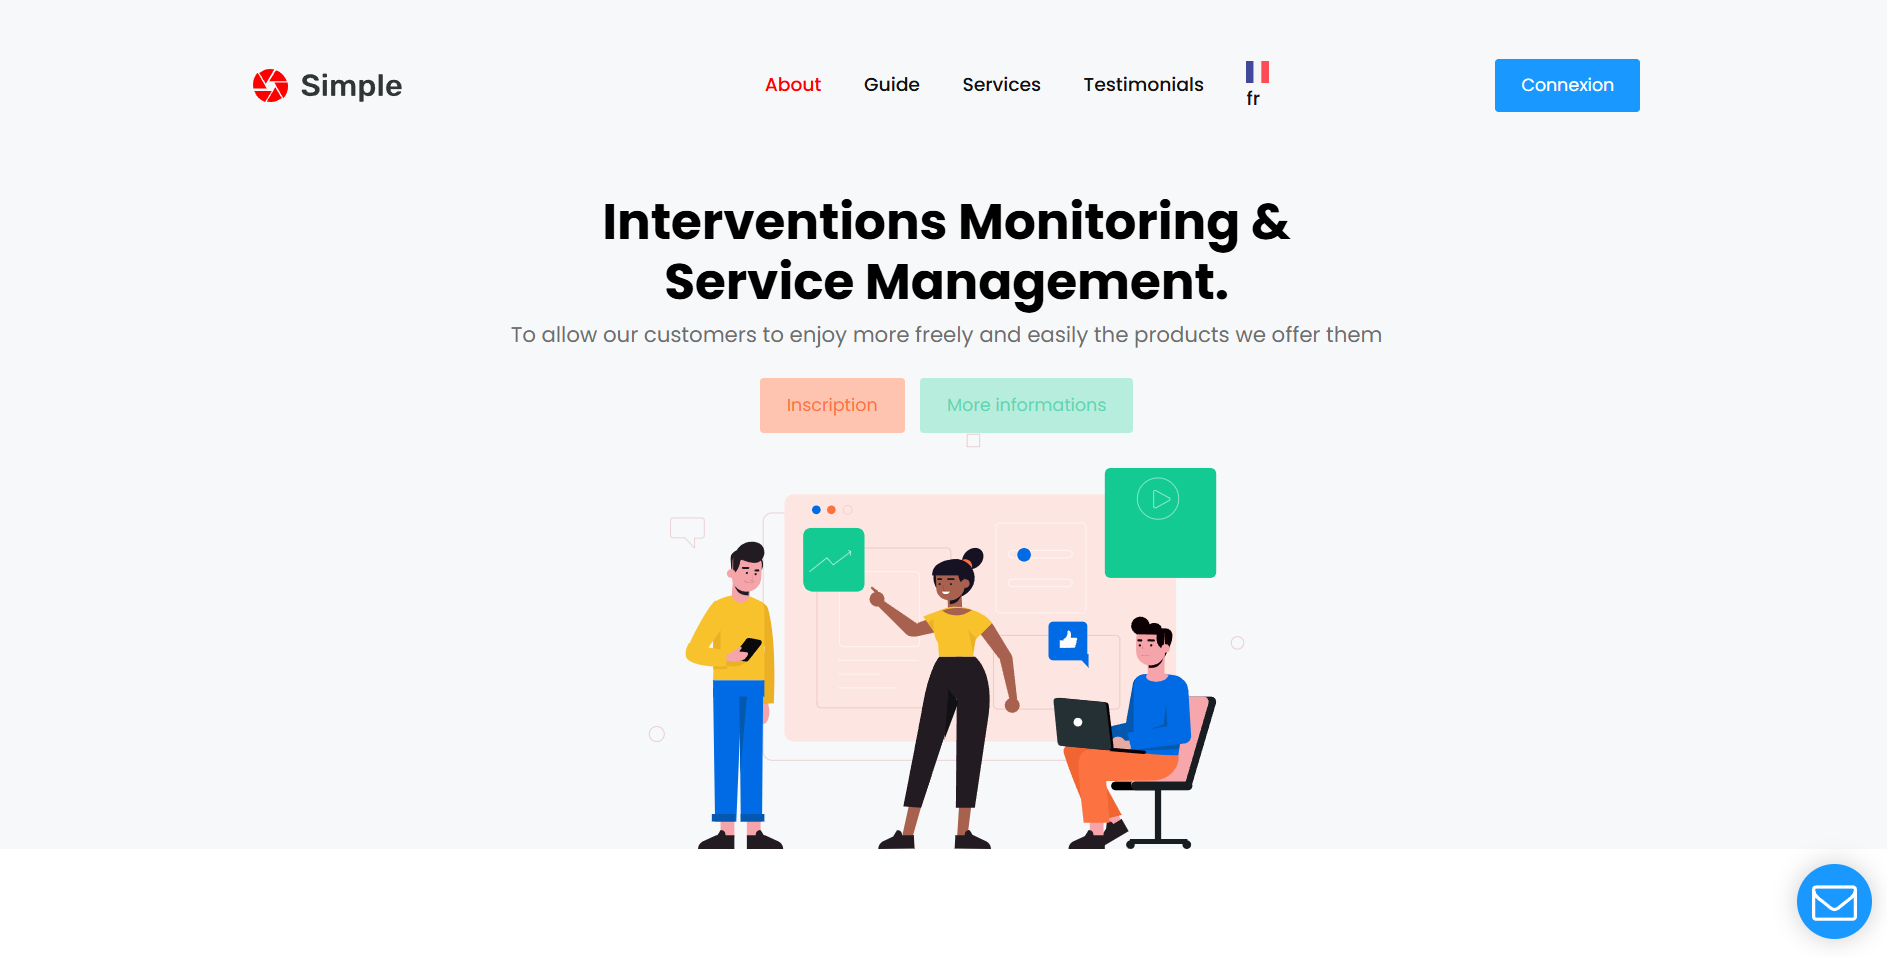 Simple
About
Guide
Services
Testimonials
fr
Connexion
Interventions Monitoring &
Service Management.
To allow our customers to enjoy more freely and easily the products we offer them
Inscription
More informations